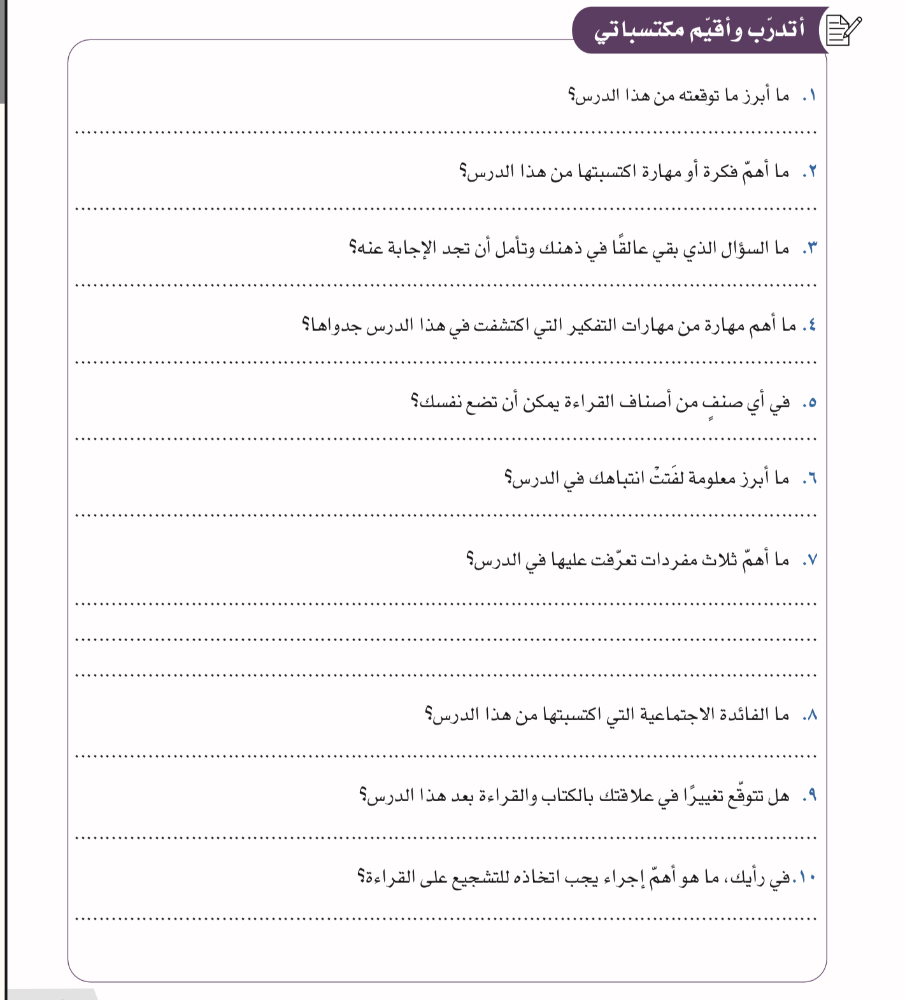 أتدرّب وأقيّم مكتسباتي
١. ما أبرز ما توقعته من هذا الدرس؟
٢. ما أهمّ فكرة أو مهارة اكتسبتها من هذا الدرس؟
٣. ما السؤال الذي بقي عالقًا في ذهنك وتأمل أن تجد الإجابة عنه؟
٤. ما أهم مهارة من مهارات التفكير التي اكتشفت في هذا الدرس جدواها؟
٥. في أي صنفٍ من أصناف القراءة يمكن أن تضع نفسك؟
٦. ما أبرز معلومة لفَتتْ انتباهك في الدرس؟
٧. ما أهمّ ثلاث مفردات تعرّفت عليها في الدرس؟
٨. ما الفائدة الاجتماعية التي اكتسبتها من هذا الدرس؟
٩. هل تتوقّع تغييرًا في علاقتك بالكتاب والقراءة بعد هذا الدرس؟
١٠. في رأيك، ما هو أهمّ إجراء يجب اتخاذه للتشجيع على القراءة؟